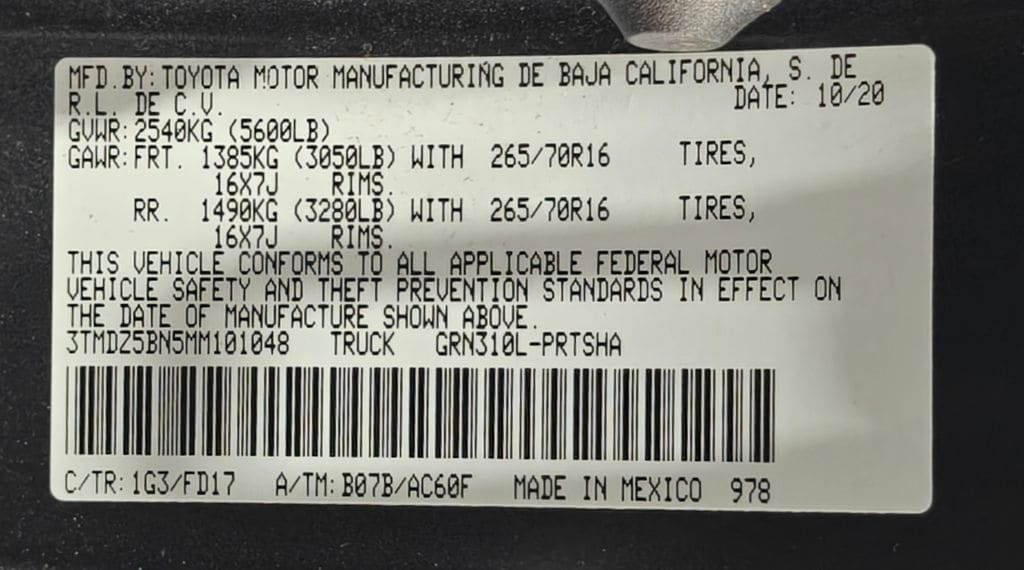 MFD.BY: TOYOTA MOTOR MANUFACTURING DE BAJA CALIFORNIA, S. DE
R.L. DE C.V. DATE: 10/20
GVWR: 2540KG (5600LB)
GAWR: FRT. 1385KG (3050LB) WITH 265/70R16 TIRES,
16X7J RIMS.
RR. 1490KG (3280LB) WITH 265/70R16 TIRES,
16X7J RIMS.
THIS VEHICLE CONFORMS TO ALL APPLICABLE FEDERAL MOTOR
VEHICLE SAFETY AND THEFT PREVENTION STANDARDS IN EFFECT ON
THE DATE OF MANUFACTURE SHOWN ABOVE.
3TMDZ5BN5MM101048 TRUCK GRN310L-PRTSHA
C/TR: 1G3/FD17 A/TM: B07B/AC60F MADE IN MEXICO 978